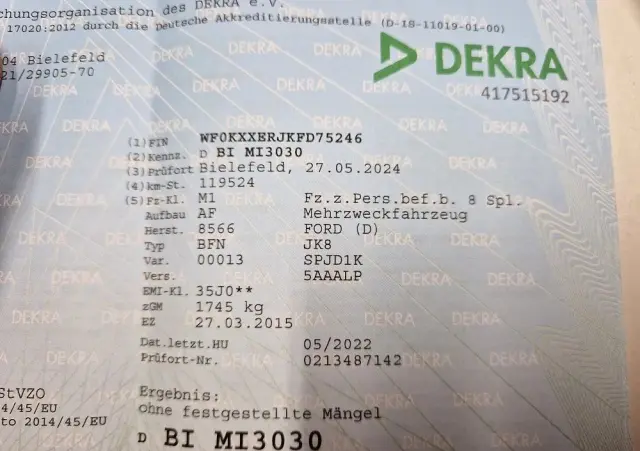 chungsorganisation des DEKRA e.V.
17020:2012 durch die Deutsche Akkreditierungsstelle (D-IS-11019-01-00)
04 Bielefeld
21/29905-70
DEKRA
417515192
(1) FIN WF0KXXERJKFD75246
(2) Kennz. D BI MI3030
(3) Prüfort Bielefeld, 27.05.2024
(4) km-St. 119524
(5) Fz-Kl. M1 Fz.z.Pers.bef.b. 8 Spl.
Aufbau AF Mehrzweckfahrzeug
Herst. 8566 FORD (D)
Typ BFN JK8
Var. 00013 SPJD1K
Vers. 5AAALP
EMI-Kl. 35J0**
zGM 1745 kg
EZ 27.03.2015
Dat.letzt.HU 05/2022
Prüfort-Nr. 0213487142
StVZO
4/45/EU
to 2014/45/EU
Ergebnis:
ohne festgestellte Mängel
D BI MI3030